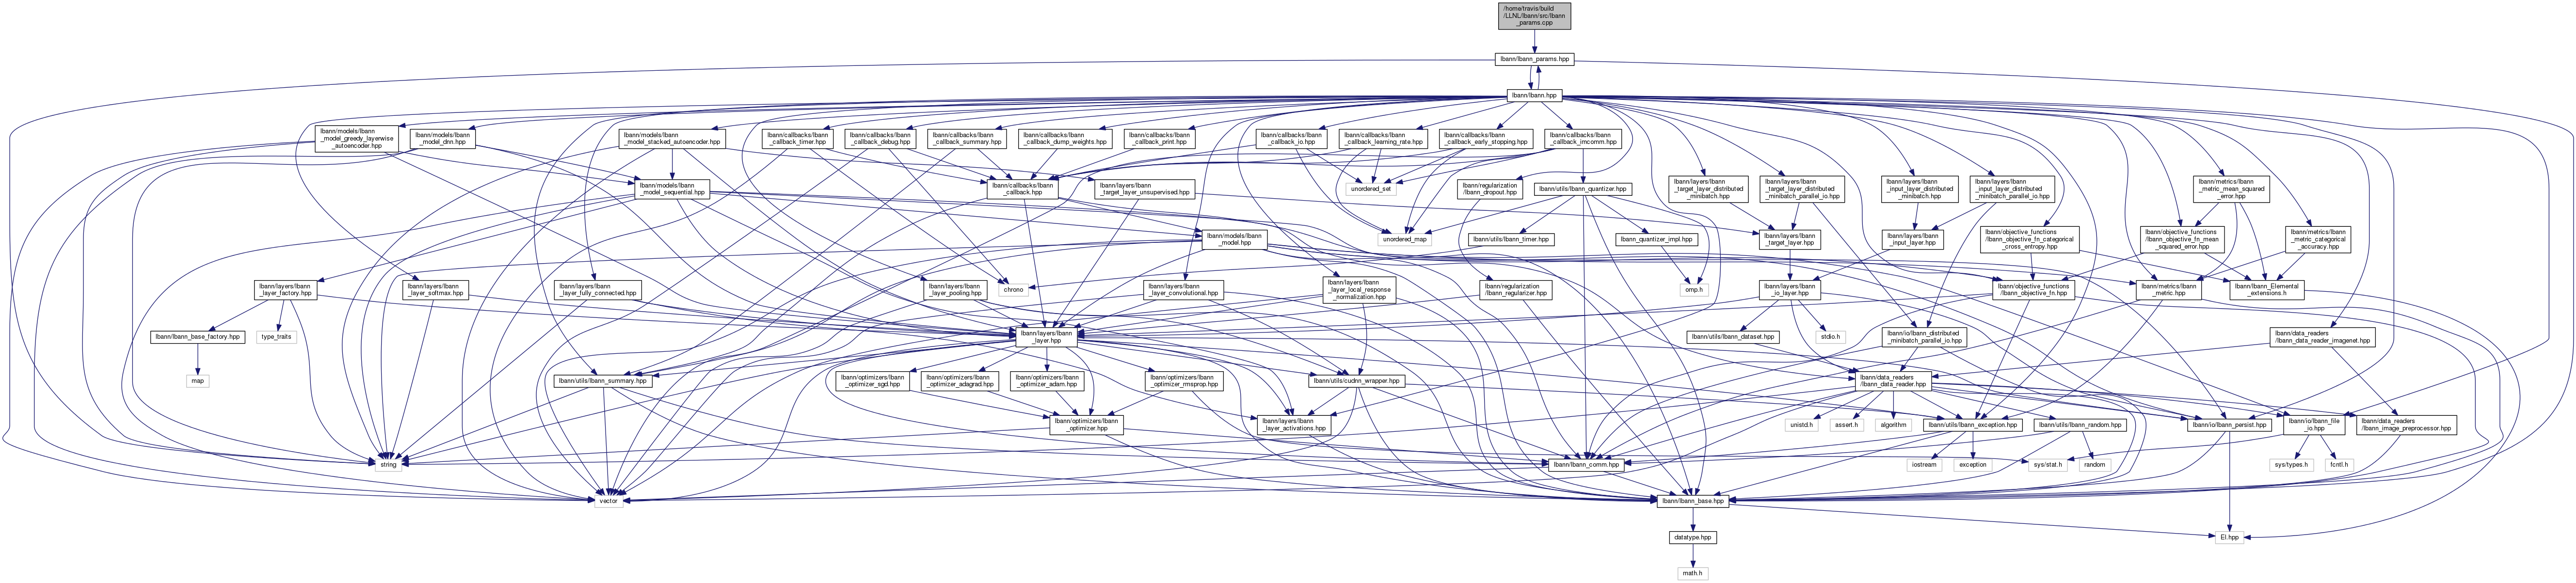 /home/travis/build
/LLNL/lbann/src/lbann
_params.cpp
lbann/lbann_params.hpp
lbann/lbann.hpp
lbann/models/lbann
_model_greedy_layerwise
_autoencoder.hpp
lbann/models/lbann
_model_dnn.hpp
lbann/models/lbann
_model_stacked_autoencoder.hpp
lbann/callbacks/lbann
_callback_timer.hpp
lbann/callbacks/lbann
_callback_debug.hpp
lbann/callbacks/lbann
_callback_summary.hpp
lbann/callbacks/lbann
_callback_dump_weights.hpp
lbann/callbacks/lbann
_callback_print.hpp
lbann/callbacks/lbann
_callback_io.hpp
lbann/callbacks/lbann
_callback_learning_rate.hpp
lbann/callbacks/lbann
_callback_early_stopping.hpp
lbann/callbacks/lbann
_callback_imcomm.hpp
lbann/models/lbann
_model_sequential.hpp
lbann/layers/lbann
_target_layer_unsupervised.hpp
lbann/callbacks/lbann
_callback.hpp
unordered_set
lbann/regularization
/lbann_dropout.hpp
lbann/utils/lbann_quantizer.hpp
lbann/layers/lbann
_target_layer_distributed
_minibatch.hpp
lbann/layers/lbann
_target_layer_distributed
_minibatch_parallel_io.hpp
lbann/layers/lbann
_input_layer_distributed
_minibatch.hpp
lbann/layers/lbann
_input_layer_distributed
_minibatch_parallel_io.hpp
lbann/metrics/lbann
_metric_mean_squared
_error.hpp
lbann/models/lbann
_model.hpp
unordered_map
lbann/utils/lbann_timer.hpp
lbann_quantizer_impl.hpp
lbann/layers/lbann
_target_layer.hpp
lbann/layers/lbann
_input_layer.hpp
lbann/objective_functions
/lbann_objective_fn_categorical
_cross_entropy.hpp
lbann/objective_functions
/lbann_objective_fn_mean
_squared_error.hpp
lbann/metrics/lbann
_metric_categorical
_accuracy.hpp
lbann/layers/lbann
_layer_factory.hpp
lbann/layers/lbann
_layer_softmax.hpp
lbann/layers/lbann
_layer_fully_connected.hpp
lbann/layers/lbann
_layer_pooling.hpp
chrono
lbann/layers/lbann
_layer_convolutional.hpp
lbann/layers/lbann
_layer_local_response
_normalization.hpp
lbann/regularization
/lbann_regularizer.hpp
omp.h
lbann/layers/lbann
_io_layer.hpp
lbann/objective_functions
/lbann_objective_fn.hpp
lbann/metrics/lbann
_metric.hpp
lbann/lbann_Elemental
_extensions.h
lbann/lbann_base_factory.hpp
type_traits
lbann/layers/lbann
_layer.hpp
lbann/utils/lbann_dataset.hpp
stdio.h
lbann/io/lbann_distributed
_minibatch_parallel_io.hpp
lbann/data_readers
/lbann_data_reader_imagenet.hpp
map
lbann/utils/lbann_summary.hpp
lbann/optimizers/lbann
_optimizer_sgd.hpp
lbann/optimizers/lbann
_optimizer_adagrad.hpp
lbann/optimizers/lbann
_optimizer_adam.hpp
lbann/optimizers/lbann
_optimizer_rmsprop.hpp
lbann/utils/cudnn_wrapper.hpp
lbann/data_readers
/lbann_data_reader.hpp
lbann/optimizers/lbann
_optimizer.hpp
lbann/layers/lbann
_layer_activations.hpp
unistd.h
assert.h
algorithm
lbann/utils/lbann_exception.hpp
lbann/utils/lbann_random.hpp
lbann/io/lbann_persist.hpp
lbann/io/lbann_file
_io.hpp
lbann/data_readers
/lbann_image_preprocessor.hpp
string
lbann/lbann_comm.hpp
iostream
exception
sys/stat.h
random
sys/types.h
fcntl.h
vector
lbann/lbann_base.hpp
datatype.hpp
El.hpp
math.h